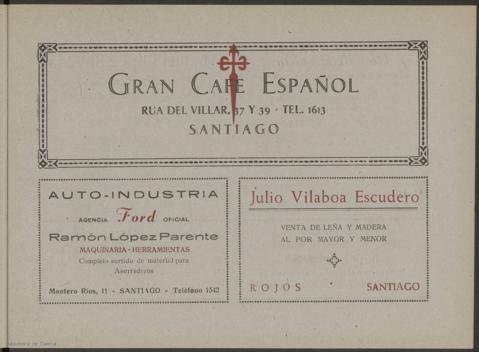 GRAN CAFE ESPAÑOL
RUA DEL VILLAR, 37 Y 39 - TEL. 1613
SANTIAGO
AUTO-INDUSTRIA
AGENCIA Ford OFICIAL
Ramón López Parente
MAQUINARIA - HERRAMIENTAS
Completo surtido de material para
Aserraderos
Montero Ríos, 11 - SANTIAGO - Teléfono 1542
Julio Vilaboa Escudero
VENTA DE LEÑA Y MADERA
AL POR MAYOR Y MENOR
ROJOS SANTIAGO